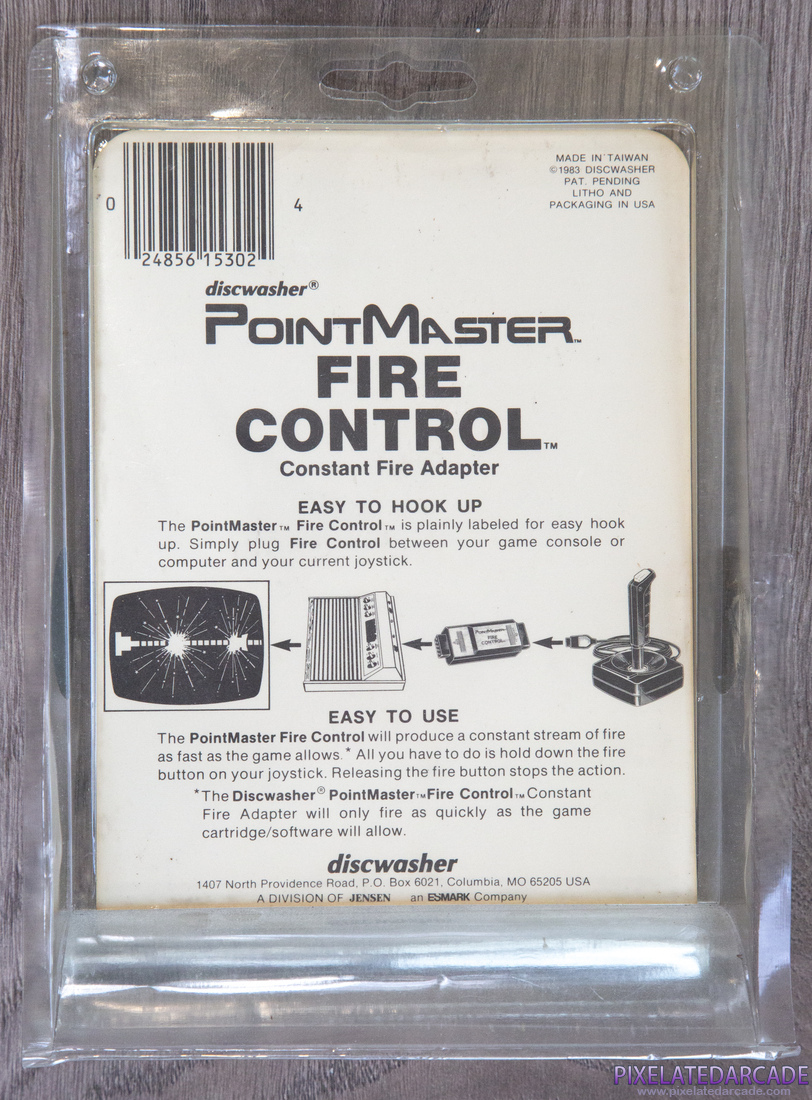 0 24856 15302 4
MADE IN TAIWAN
©1983 DISCWASHER
PAT. PENDING
LITHO AND
PACKAGING IN USA
discwasher®
POINTMASTER™
FIRE
CONTROL™
Constant Fire Adapter
EASY TO HOOK UP
The PointMaster™ Fire Control™ is plainly labeled for easy hook
up. Simply plug Fire Control between your game console or
computer and your current joystick.
POINTMASTER
FIRE
CONTROL
EASY TO USE
The PointMaster Fire Control will produce a constant stream of fire
as fast as the game allows.* All you have to do is hold down the fire
button on your joystick. Releasing the fire button stops the action.
*The Discwasher® PointMaster™ Fire Control™ Constant
Fire Adapter will only fire as quickly as the game
cartridge/software will allow.
discwasher
1407 North Providence Road, P.O. Box 6021, Columbia, MO 65205 USA
A DIVISION OF JENSEN an ESMARK Company
PIXELATEDARCADE
www.pixelatedarcade.com